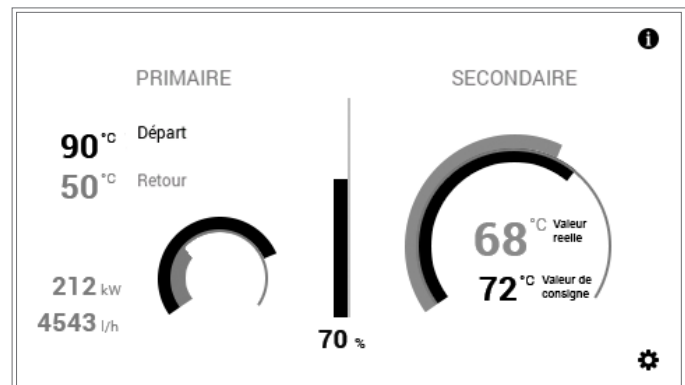 PRIMAIRE
90°C Départ
50°C Retour
212 kW
4543 l/h
70 %
SECONDAIRE
68°C Valeur
reelle
72°C Valeur de
consigne